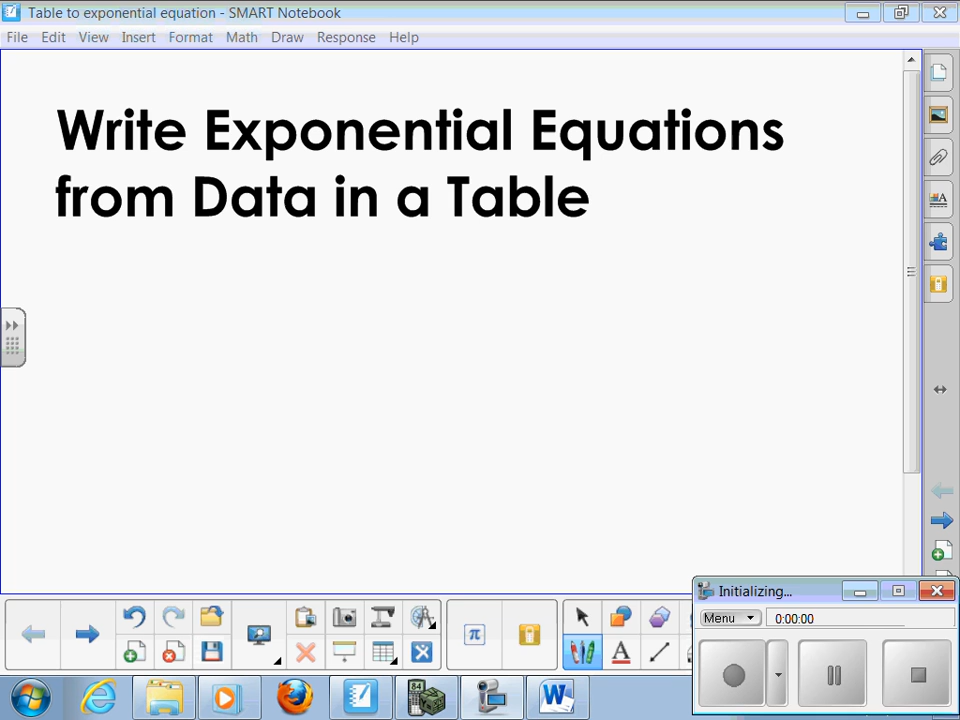 Table to exponential equation - SMART Notebook
File Edit View Insert Format Math Draw Response Help
Write Exponential Equations
from Data in a Table
Initializing...
Menu 0:00:00